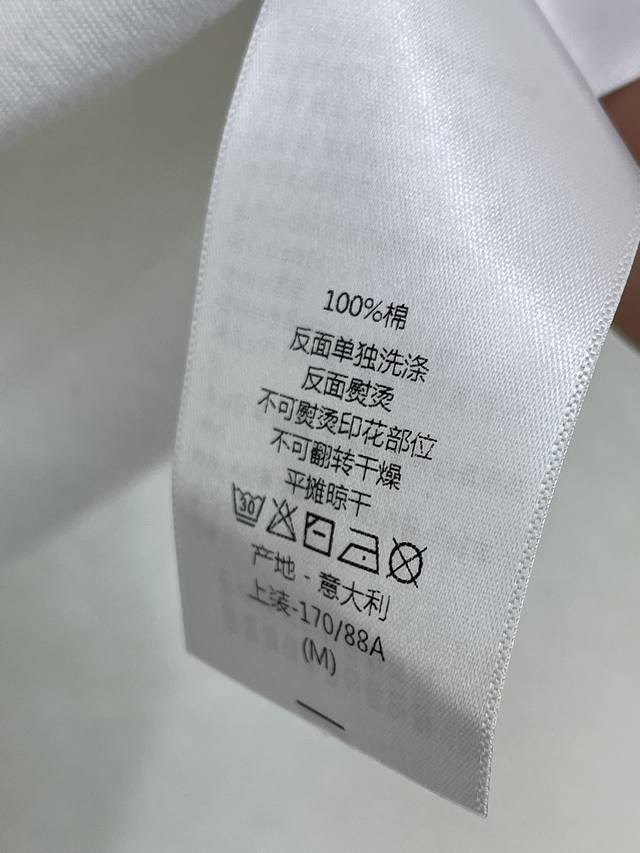 100%棉
反面单独洗涤
反面熨烫
不可熨烫印花部位
不可翻转干燥
平摊晾干
30
产地 - 意大利
上装-170/88A
(M)